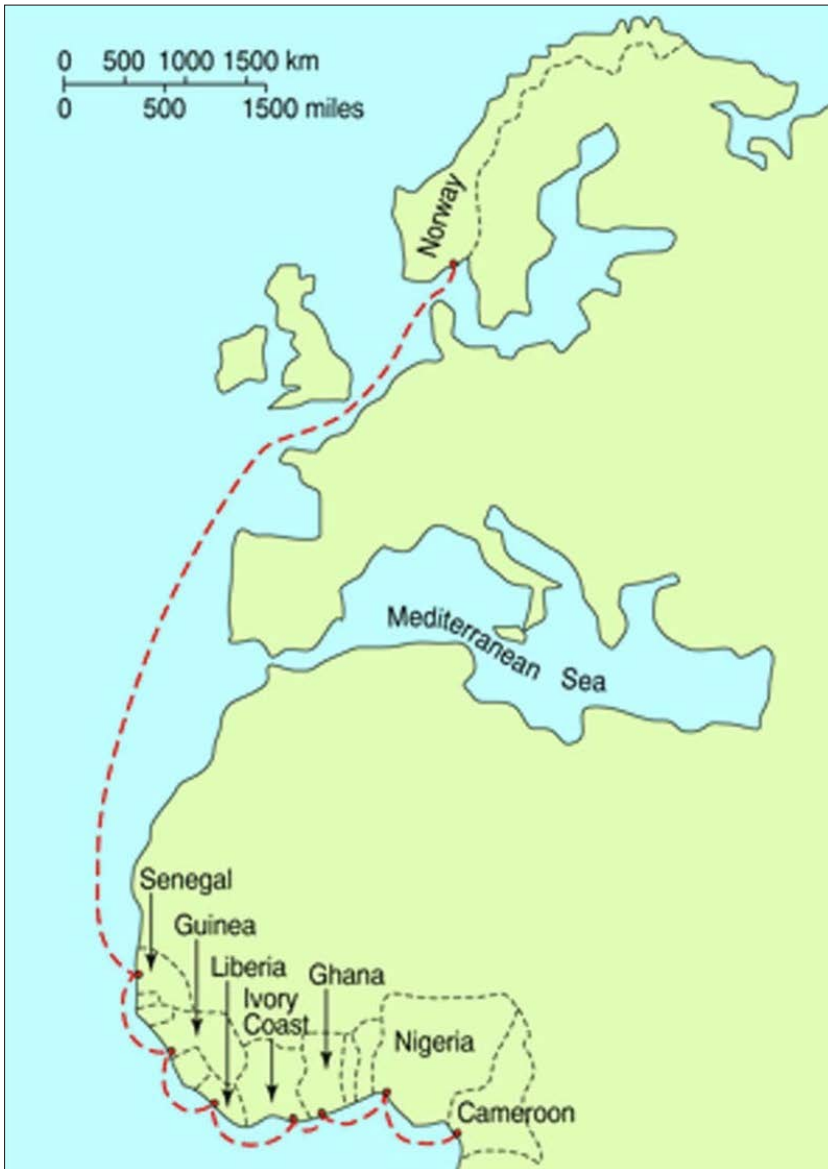 0 500 1000 1500 km
0 500 1500 miles
Norway
Mediterranean Sea
Senegal
Guinea
Liberia
Ivory
Coast
Ghana
Nigeria
Cameroon